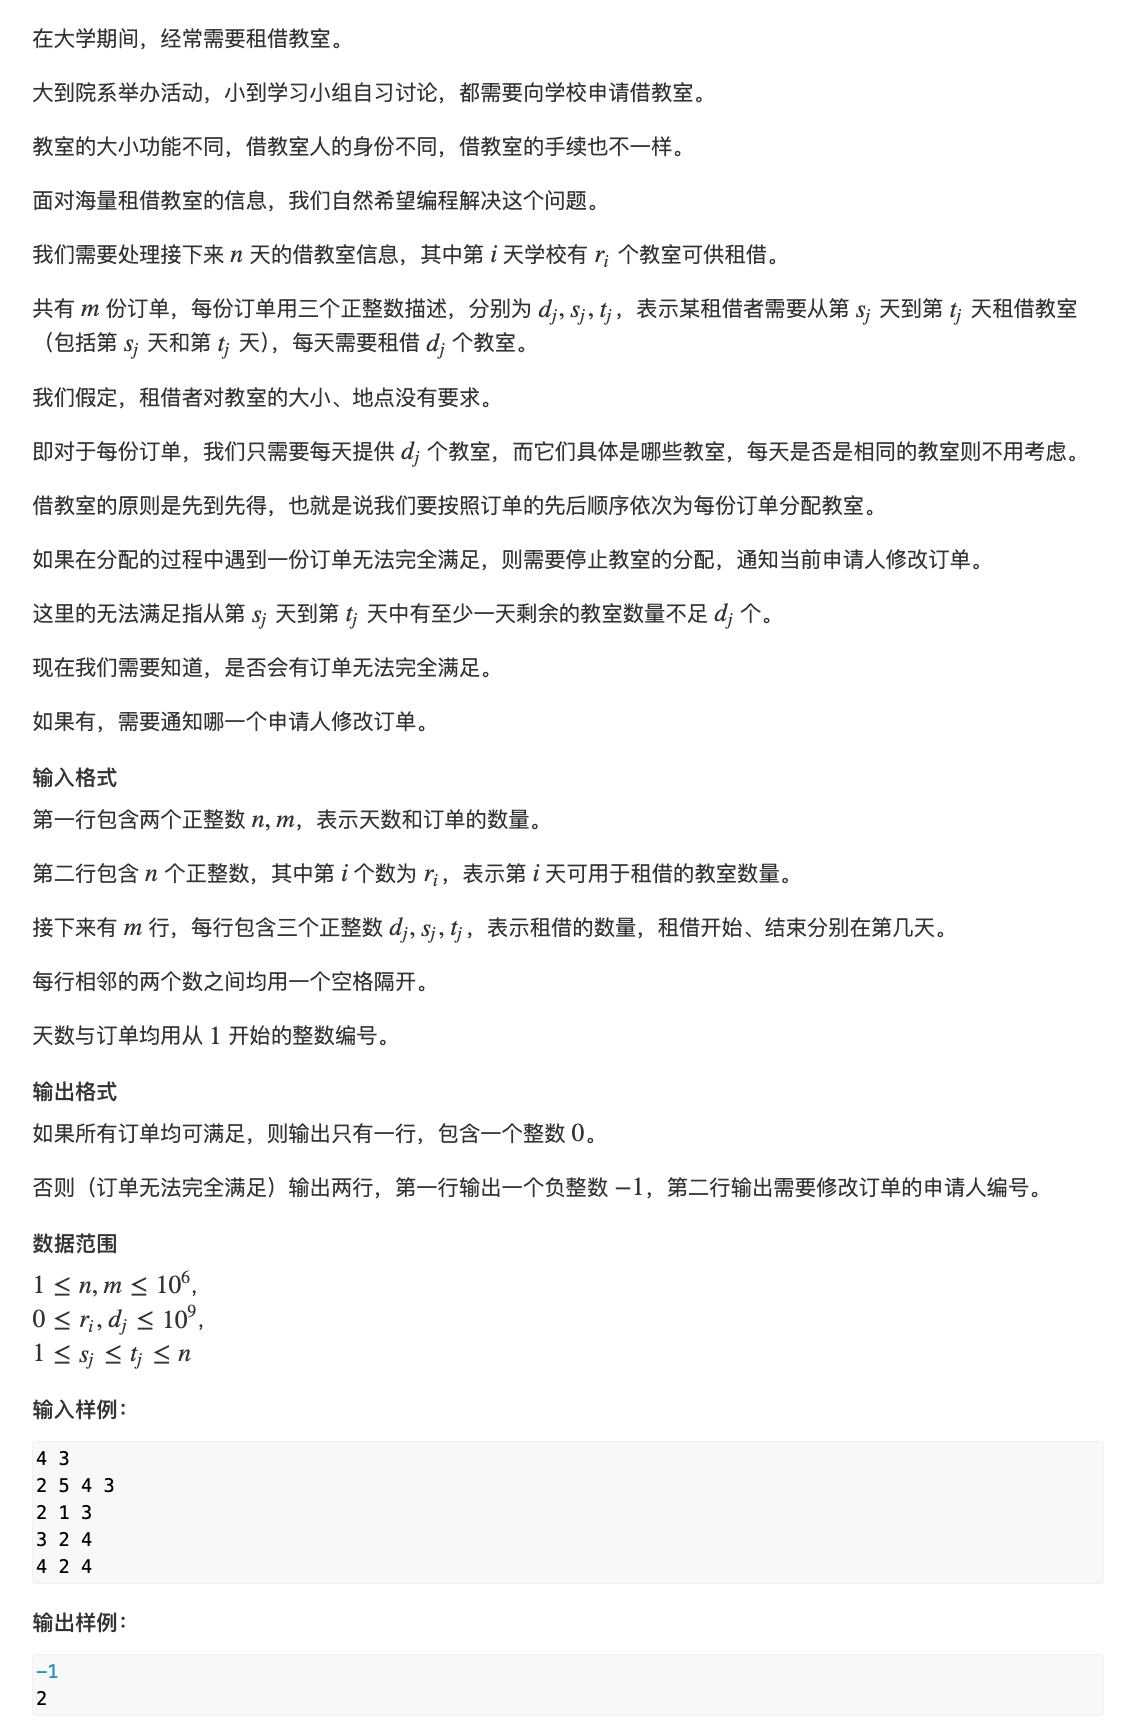 在大学期间，经常需要租借教室。
大到院系举办活动，小到学习小组自习讨论，都需要向学校申请借教室。
教室的大小功能不同，借教室人的身份不同，借教室的手续也不一样。
面对海量租借教室的信息，我们自然希望编程解决这个问题。
我们需要处理接下来 n 天的借教室信息，其中第 i 天学校有 rᵢ 个教室可供租借。
共有 m 份订单，每份订单用三个正整数描述，分别为 dⱼ, sⱼ, tⱼ，表示某租借者需要从第 sⱼ 天到第 tⱼ 天租借教室
（包括第 sⱼ 天和第 tⱼ 天），每天需要租借 dⱼ 个教室。
我们假定，租借者对教室的大小、地点没有要求。
即对于每份订单，我们只需要每天提供 dⱼ 个教室，而它们具体是哪些教室，每天是否是相同的教室则不用考虑。
借教室的原则是先到先得，也就是说我们要按照订单的先后顺序依次为每份订单分配教室。
如果在分配的过程中遇到一份订单无法完全满足，则需要停止教室的分配，通知当前申请人修改订单。
这里的无法满足指从第 sⱼ 天到第 tⱼ 天中有至少一天剩余的教室数量不足 dⱼ 个。
现在我们需要知道，是否会有订单无法完全满足。
如果有，需要通知哪一个申请人修改订单。
输入格式
第一行包含两个正整数 n, m，表示天数和订单的数量。
第二行包含 n 个正整数，其中第 i 个数为 rᵢ，表示第 i 天可用于租借的教室数量。
接下来有 m 行，每行包含三个正整数 dⱼ, sⱼ, tⱼ，表示租借的数量，租借开始、结束分别在第几天。
每行相邻的两个数之间均用一个空格隔开。
天数与订单均用从 1 开始的整数编号。
输出格式
如果所有订单均可满足，则输出只有一行，包含一个整数 0。
否则（订单无法完全满足）输出两行，第一行输出一个负整数 −1，第二行输出需要修改订单的申请人编号。
数据范围
1 ≤ n, m ≤ 10⁶,
0 ≤ rᵢ, dⱼ ≤ 10⁹,
1 ≤ sⱼ ≤ tⱼ ≤ n
输入样例：
4 3
2 5 4 3
2 1 3
3 2 4
4 2 4
输出样例：
-1
2